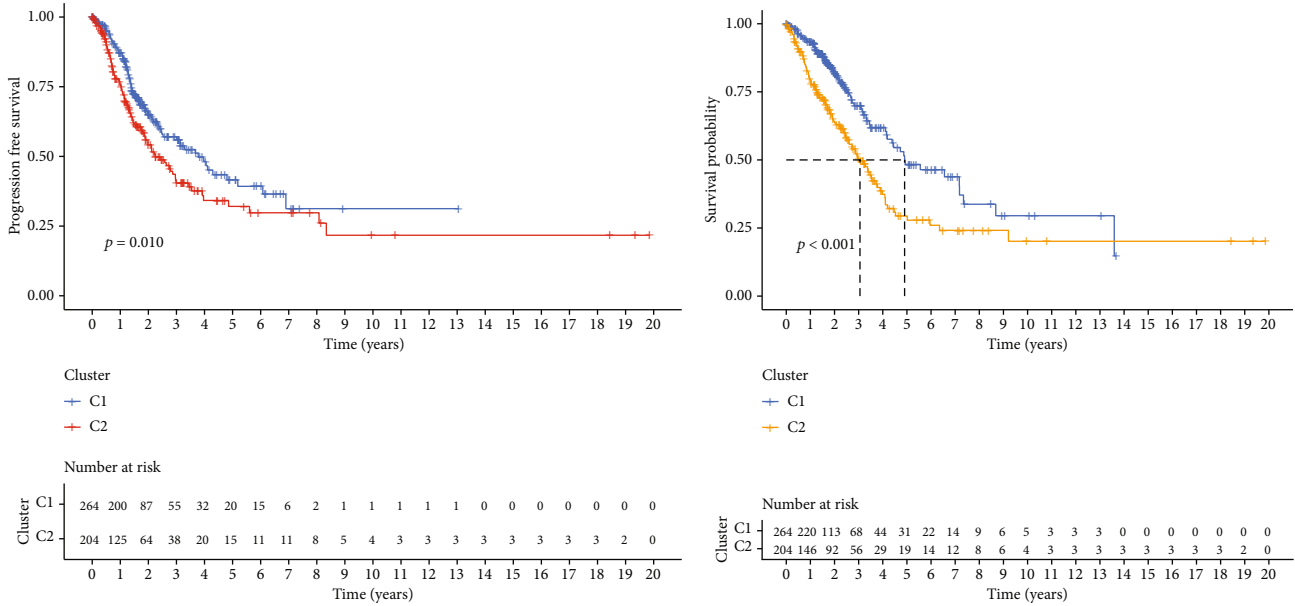 1.00
0.75
0.50
0.25
0.00
Progression free survival
p = 0.010
0 1 2 3 4 5 6 7 8 9 10 11 12 13 14 15 16 17 18 19 20
Time (years)
Cluster
C1
C2
Number at risk
Cluster
C1 264 200 87 55 32 20 15 6 2 1 1 1 1 1 0 0 0 0 0 0 0
C2 204 125 64 38 20 15 11 11 8 5 4 3 3 3 3 3 3 3 3 2 0
0 1 2 3 4 5 6 7 8 9 10 11 12 13 14 15 16 17 18 19 20
Time (years)
1.00
0.75
0.50
0.25
0.00
Survival probability
p < 0.001
0 1 2 3 4 5 6 7 8 9 10 11 12 13 14 15 16 17 18 19 20
Time (years)
Cluster
C1
C2
Number at risk
Cluster
C1 264 220 113 68 44 31 22 14 9 6 5 3 3 3 0 0 0 0 0 0 0
C2 204 146 92 56 29 19 14 12 8 6 4 3 3 3 3 3 3 3 3 2 0
0 1 2 3 4 5 6 7 8 9 10 11 12 13 14 15 16 17 18 19 20
Time (years)